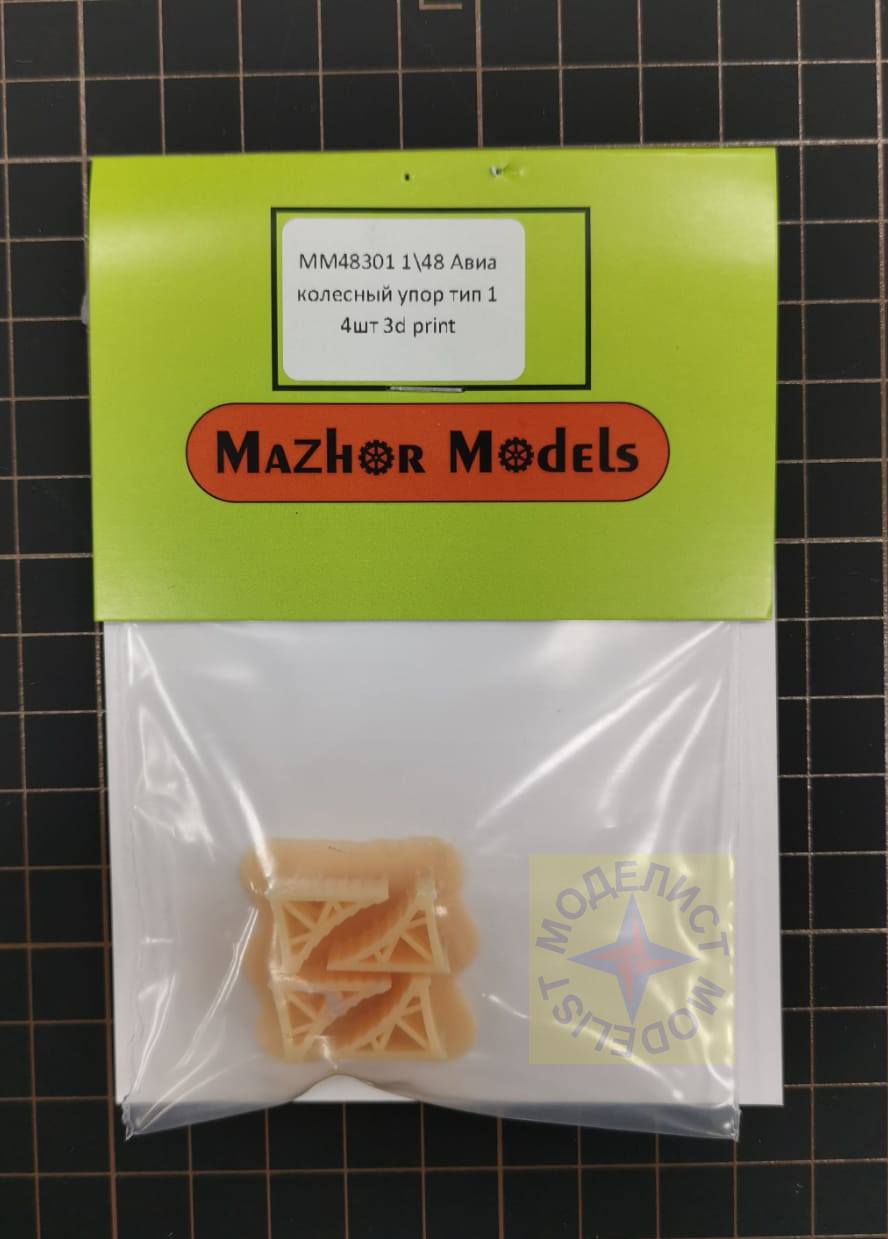 MM48301 1\48 Авиа
колесный упор тип 1
4шт 3d print
MAZHOR MOdELS
МОДЕЛИСТ
MODELIST